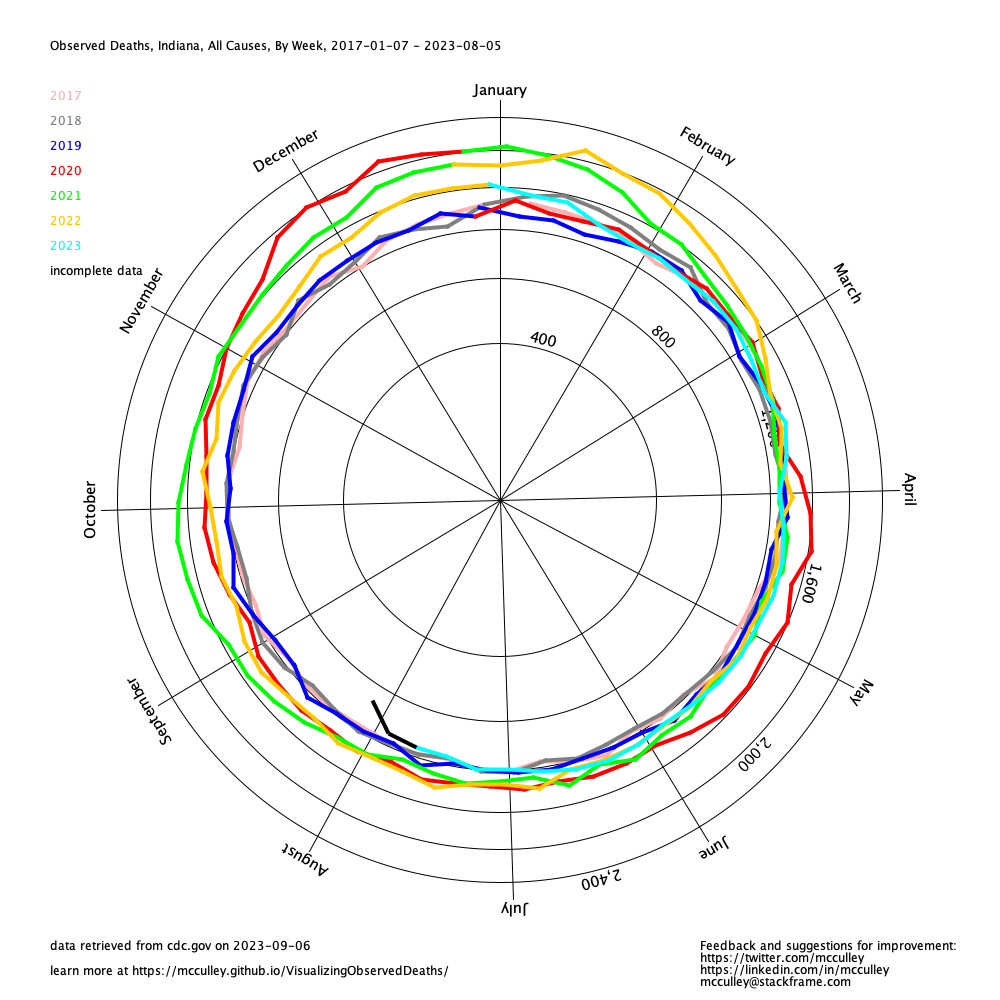 Observed Deaths, Indiana, All Causes, By Week, 2017-01-07 - 2023-08-05
January
2017
2018
2019
2020
2021
2022
2023
incomplete data
December
February
November
March
400
800
1,200
October
April
1,600
September
May
2,000
August
June
2,400
July
data retrieved from cdc.gov on 2023-09-06
learn more at https://mcculley.github.io/VisualizingObservedDeaths/
Feedback and suggestions for improvement:
https://twitter.com/mcculley
https://linkedin.com/in/mcculley
mcculley@stackframe.com